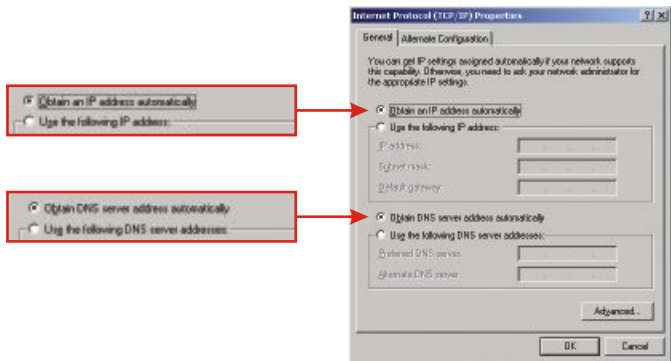 Internet Protocol (TCP/IP) Properties
? X
General
Alternate Configuration
You can get IP settings assigned automatically if your network supports
this capability. Otherwise, you need to ask your network administrator for
the appropriate IP settings.
Obtain an IP address automatically
Use the following IP address:
Obtain an IP address automatically
Use the following IP address:
IP address:
Subnet mask:
Default gateway:
Obtain DNS server address automatically
Use the following DNS server addresses:
Obtain DNS server address automatically
Use the following DNS server addresses:
Preferred DNS server:
Alternate DNS server:
Advanced...
OK
Cancel